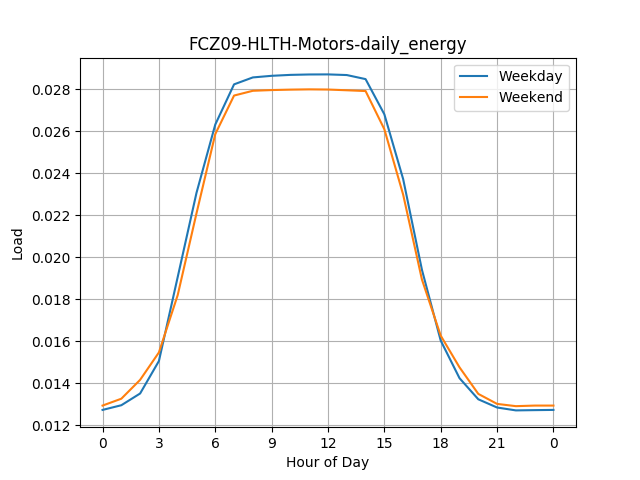 FCZ09-HLTH-Motors-daily_energy
Weekday
Weekend
Load
0.028
0.026
0.024
0.022
0.020
0.018
0.016
0.014
0.012
0 3 6 9 12 15 18 21 0
Hour of Day